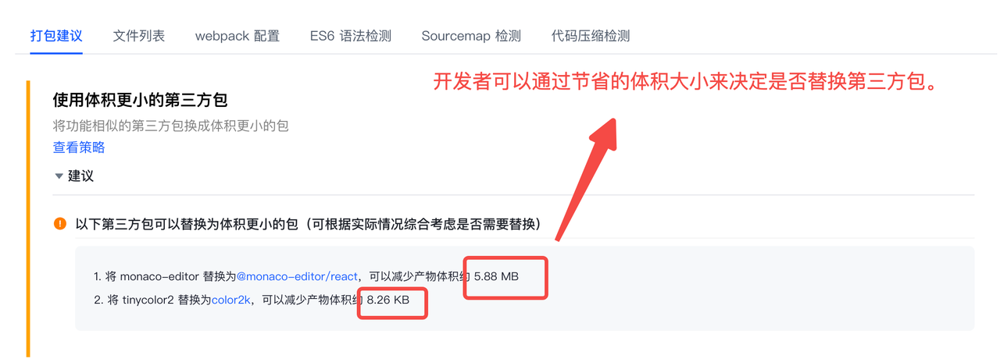 打包建议 文件列表 webpack 配置 ES6 语法检测 Sourcemap 检测 代码压缩检测
开发者可以通过节省的体积大小来决定是否替换第三方包。
使用体积更小的第三方包
将功能相似的第三方包换成体积更小的包
查看策略
建议
以下第三方包可以替换为体积更小的包（可根据实际情况综合考虑是否需要替换）
1. 将 monaco-editor 替换为@monaco-editor/react，可以减少产物体积约 5.88 MB
2. 将 tinycolor2 替换为color2k，可以减少产物体积约 8.26 KB